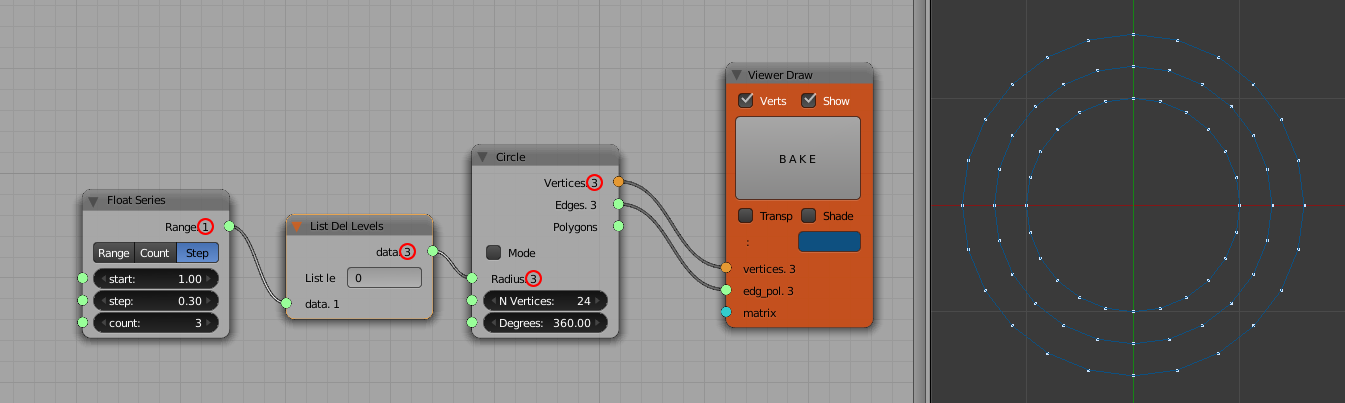 Float Series
Range. 1
Range Count Step
start: 1.00
step: 0.30
count: 3
List Del Levels
data. 3
List le 0
data. 1
Circle
Vertices. 3
Edges. 3
Polygons
Mode
Radius. 3
N Vertices: 24
Degrees: 360.00
Viewer Draw
Verts Show
BAKE
Transp Shade
:
vertices. 3
edg_pol. 3
matrix